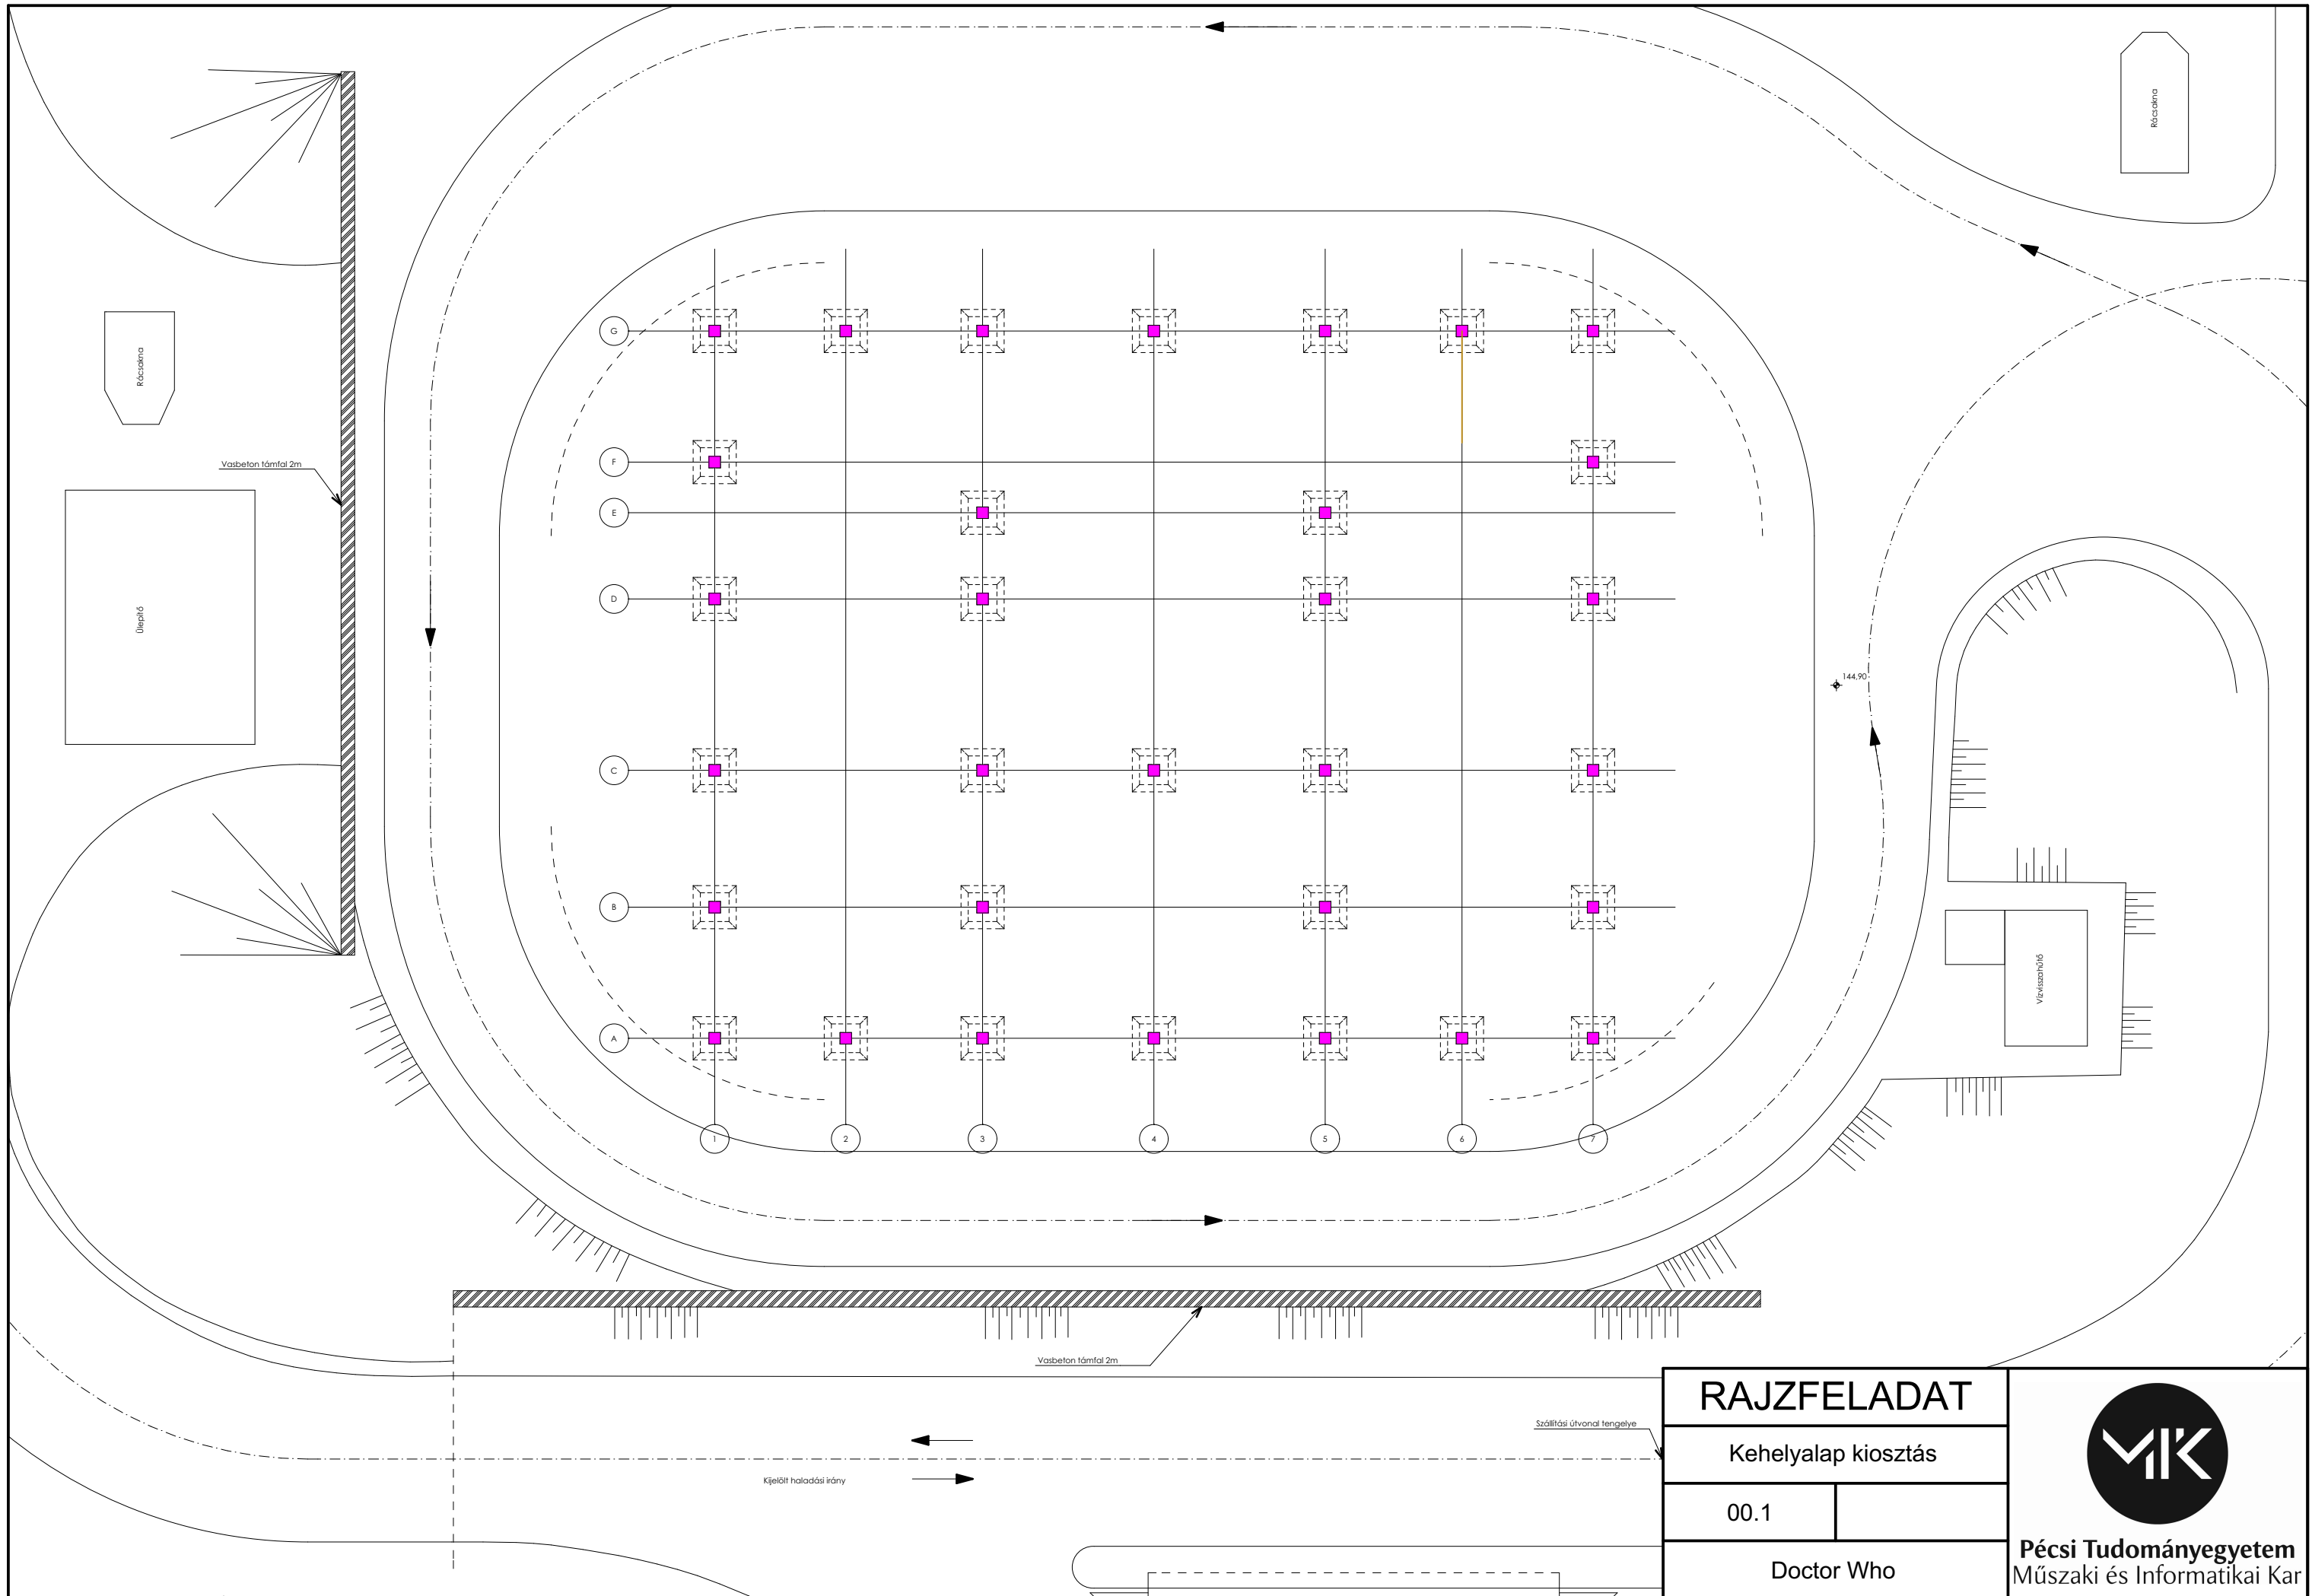 Rácsakna
Rácsakna
G
Vasbeton támfal 2m
F
E
D
Ülepítő
144,90
C
B
Vízvisszahűtő
A
1
2
3
4
5
6
7
Vasbeton támfal 2m
Szállítási útvonal tengelye
Kijelölt haladási irány
RAJZFELADAT
Kehelyalap kiosztás
00.1
Doctor Who
MIK
Pécsi Tudományegyetem
Műszaki és Informatikai Kar